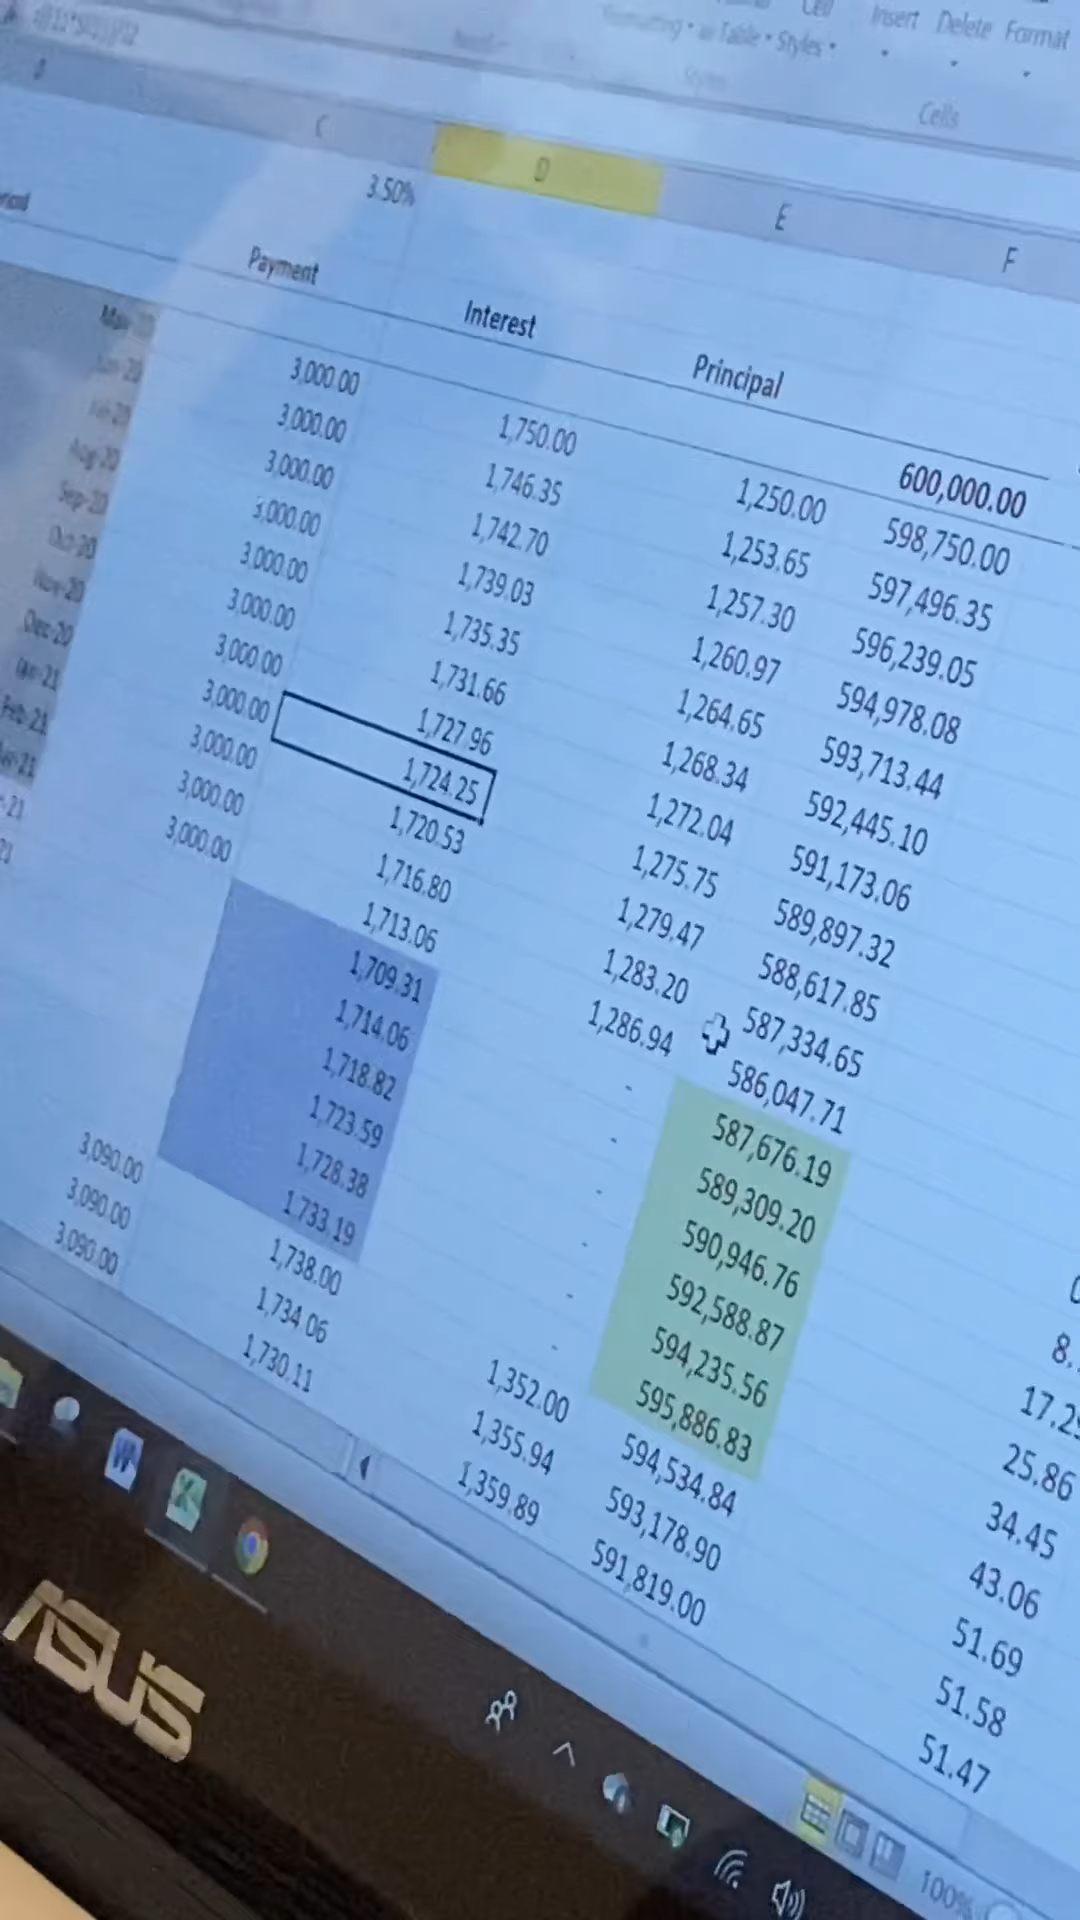 Cell Insert Delete Format
as Table Styles
Cells
C D E F
3.50%
Payment Interest Principal
600,000.00
3,000.00 1,750.00 1,250.00 598,750.00
3,000.00 1,746.35 1,253.65 597,496.35
3,000.00 1,742.70 1,257.30 596,239.05
3,000.00 1,739.03 1,260.97 594,978.08
3,000.00 1,735.35 1,264.65 593,713.44
3,000.00 1,731.66 1,268.34 592,445.10
3,000.00 1,727.96 1,272.04 591,173.06
3,000.00 1,724.25 1,275.75 589,897.32
3,000.00 1,720.53 1,279.47 588,617.85
3,000.00 1,716.80 1,283.20 587,334.65
3,000.00 1,713.06 1,286.94 586,047.71
1,709.31 - 587,676.19
1,714.06 - 589,309.20 8.
1,718.82 - 590,946.76 17.29
1,723.59 - 592,588.87 25.86
1,728.38 - 594,235.56 34.45
1,733.19 - 595,886.83 43.06
3,090.00 1,738.00 1,352.00 594,534.84 51.69
3,090.00 1,734.06 1,355.94 593,178.90 51.58
3,090.00 1,730.11 1,359.89 591,819.00 51.47
100%
ASUS